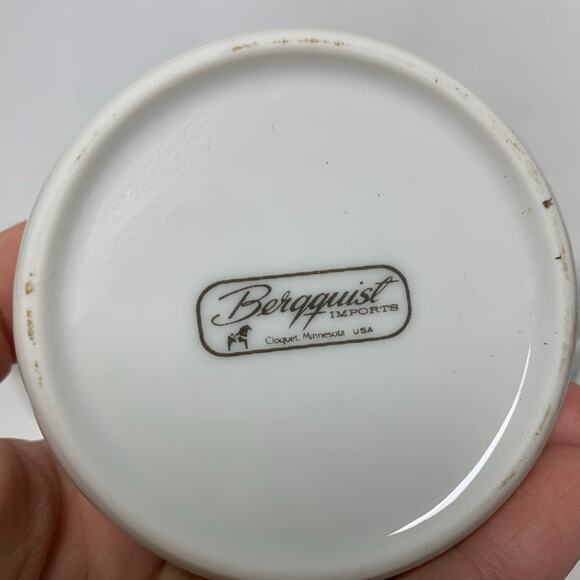 Bergquist
IMPORTS
Cloquet, Minnesota USA